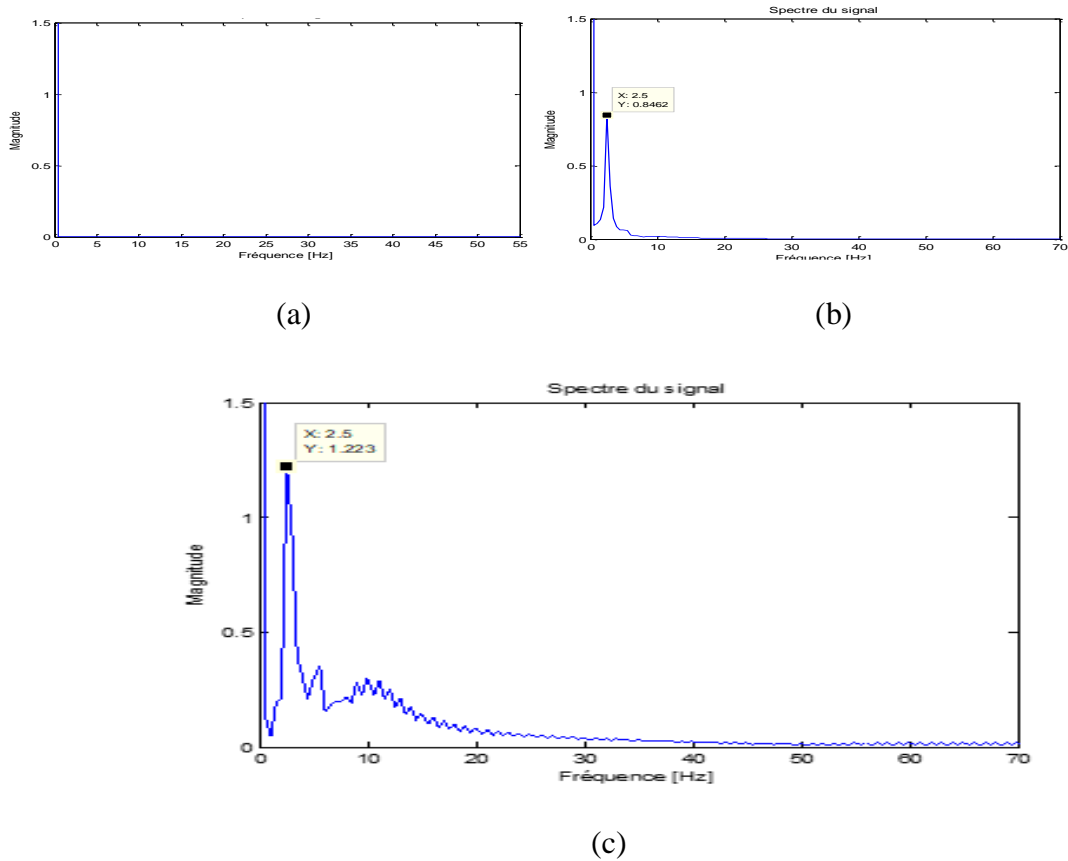 Spectre du signal
1.5
1
0.5
0
Magnitude
0 5 10 15 20 25 30 35 40 45 50 55
Fréquence [Hz]
(a)
1.5
1
0.5
0
Magnitude
X: 2.5
Y: 0.8462
0 10 20 30 40 50 60 70
Fréquence [Hz]
(b)
Spectre du signal
1.5
1
0.5
0
Magnitude
X: 2.5
Y: 1.223
0 10 20 30 40 50 60 70
Fréquence [Hz]
(c)